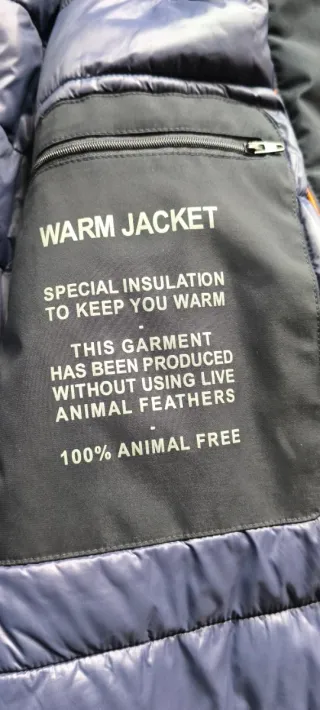 WARM JACKET
SPECIAL INSULATION
TO KEEP YOU WARM
-
THIS GARMENT
HAS BEEN PRODUCED
WITHOUT USING LIVE
ANIMAL FEATHERS
-
100% ANIMAL FREE